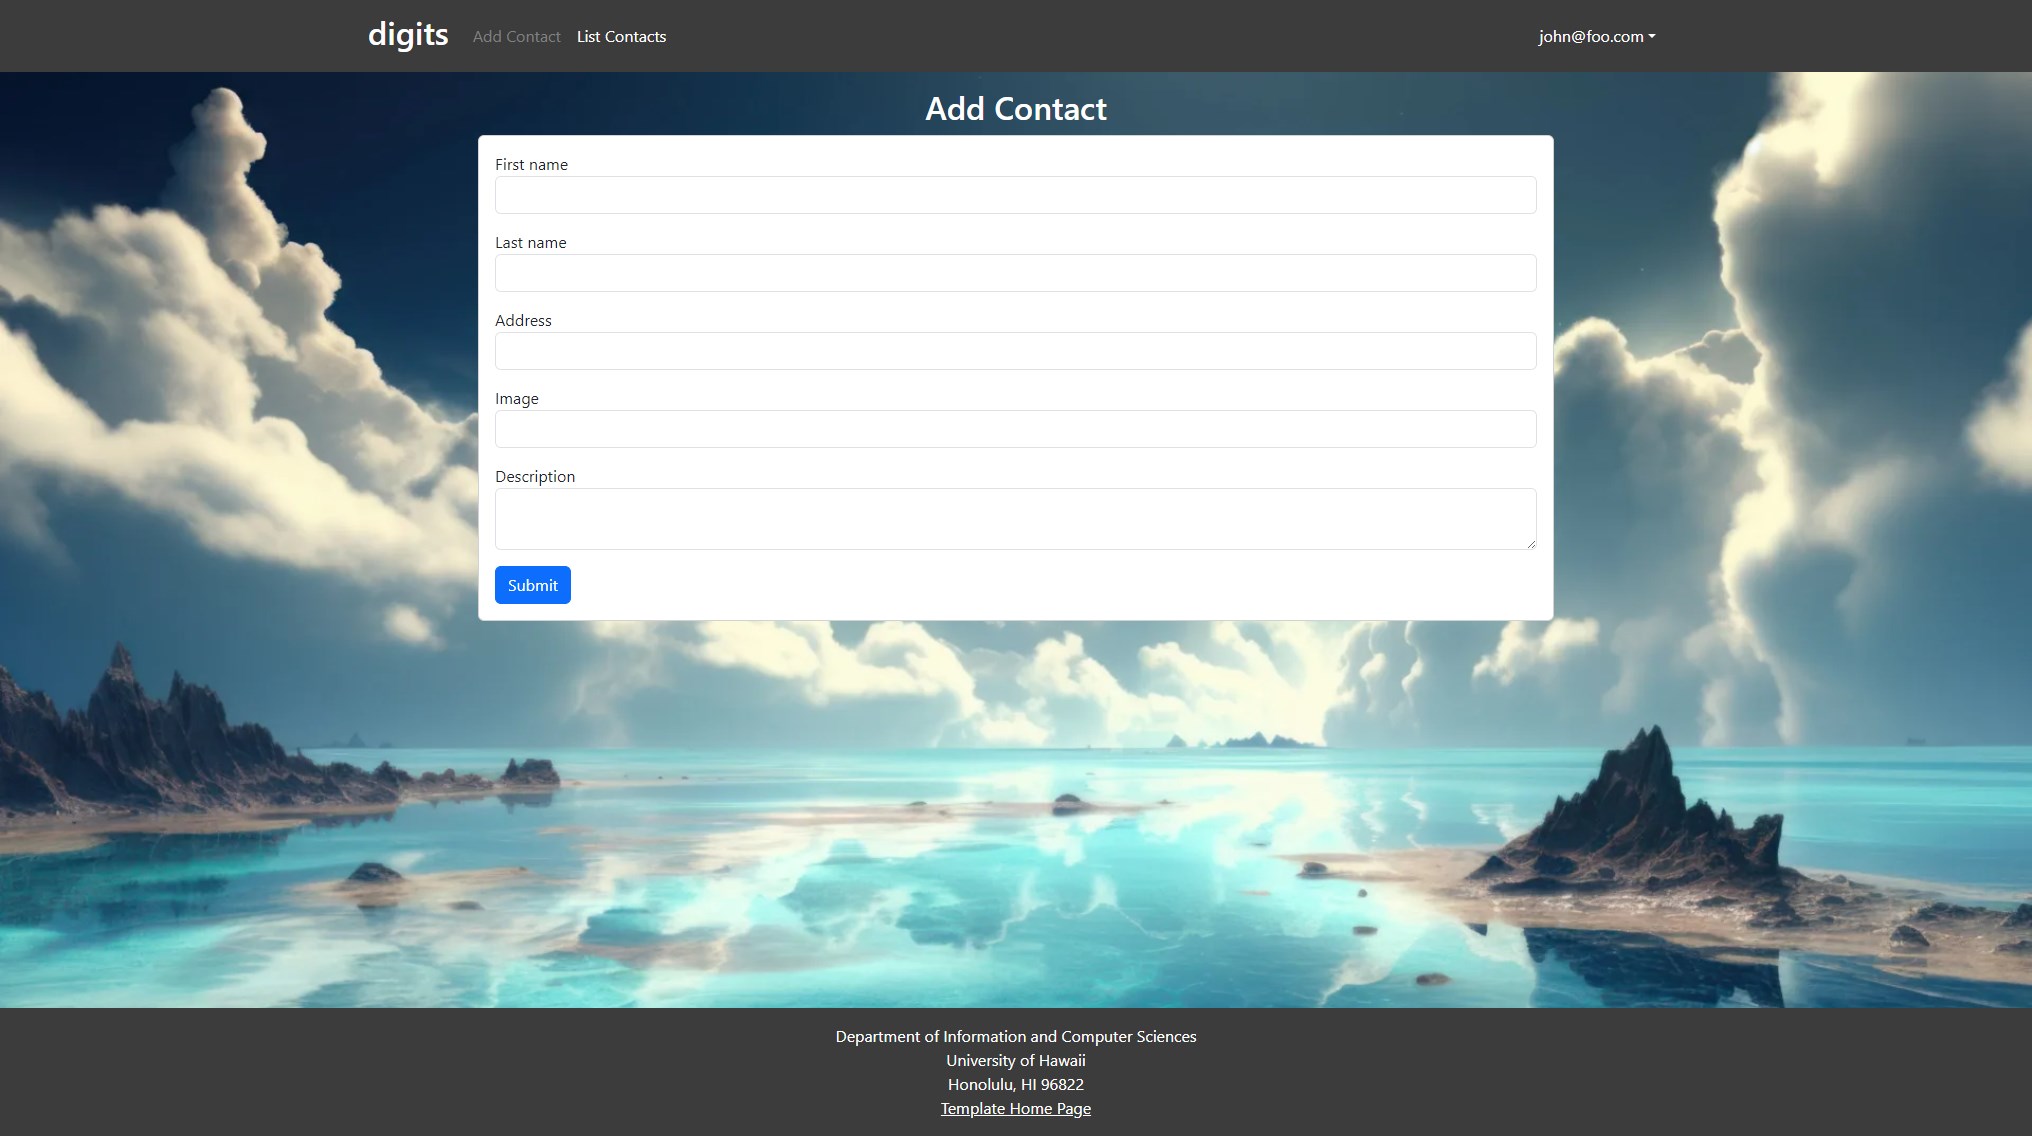 digits
Add Contact
List Contacts
john@foo.com
Add Contact
First name
Last name
Address
Image
Description
Submit
Department of Information and Computer Sciences
University of Hawaii
Honolulu, HI 96822
Template Home Page